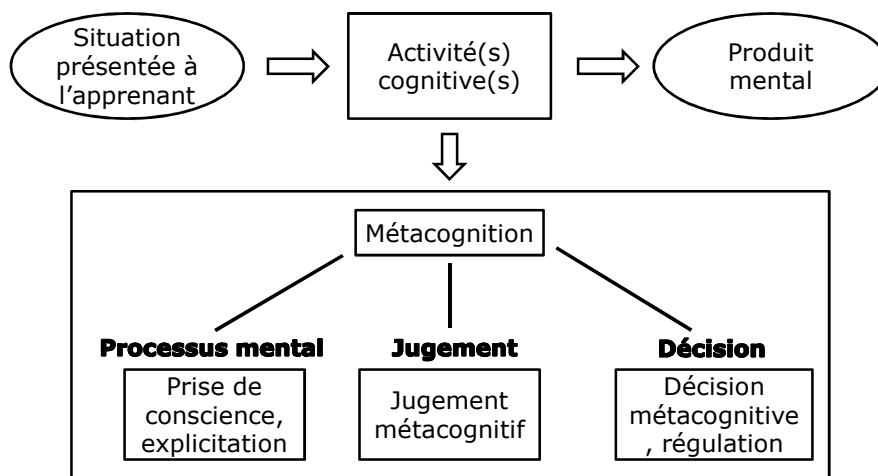 Situation
présentée à
l’apprenant
Activité(s)
cognitive(s)
Produit
mental
Métacognition
Processus mental
Jugement
Décision
Prise de
conscience,
explicitation
Jugement
métacognitif
Décision
métacognitive
, régulation